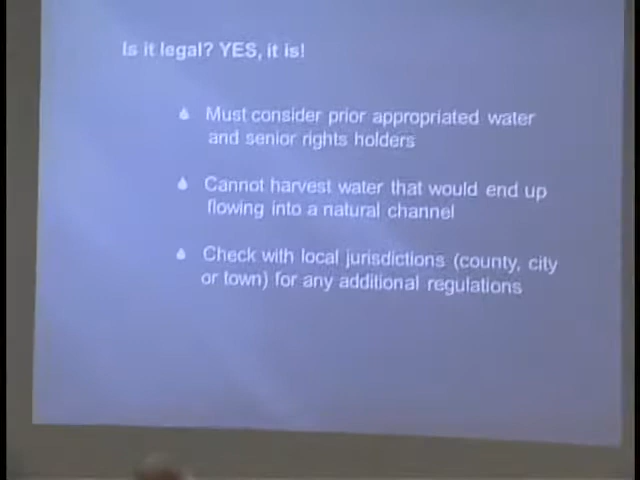 Is it legal? YES, it is!
Must consider prior appropriated water
and senior rights holders
Cannot harvest water that would end up
flowing into a natural channel
Check with local jurisdictions (county, city
or town) for any additional regulations